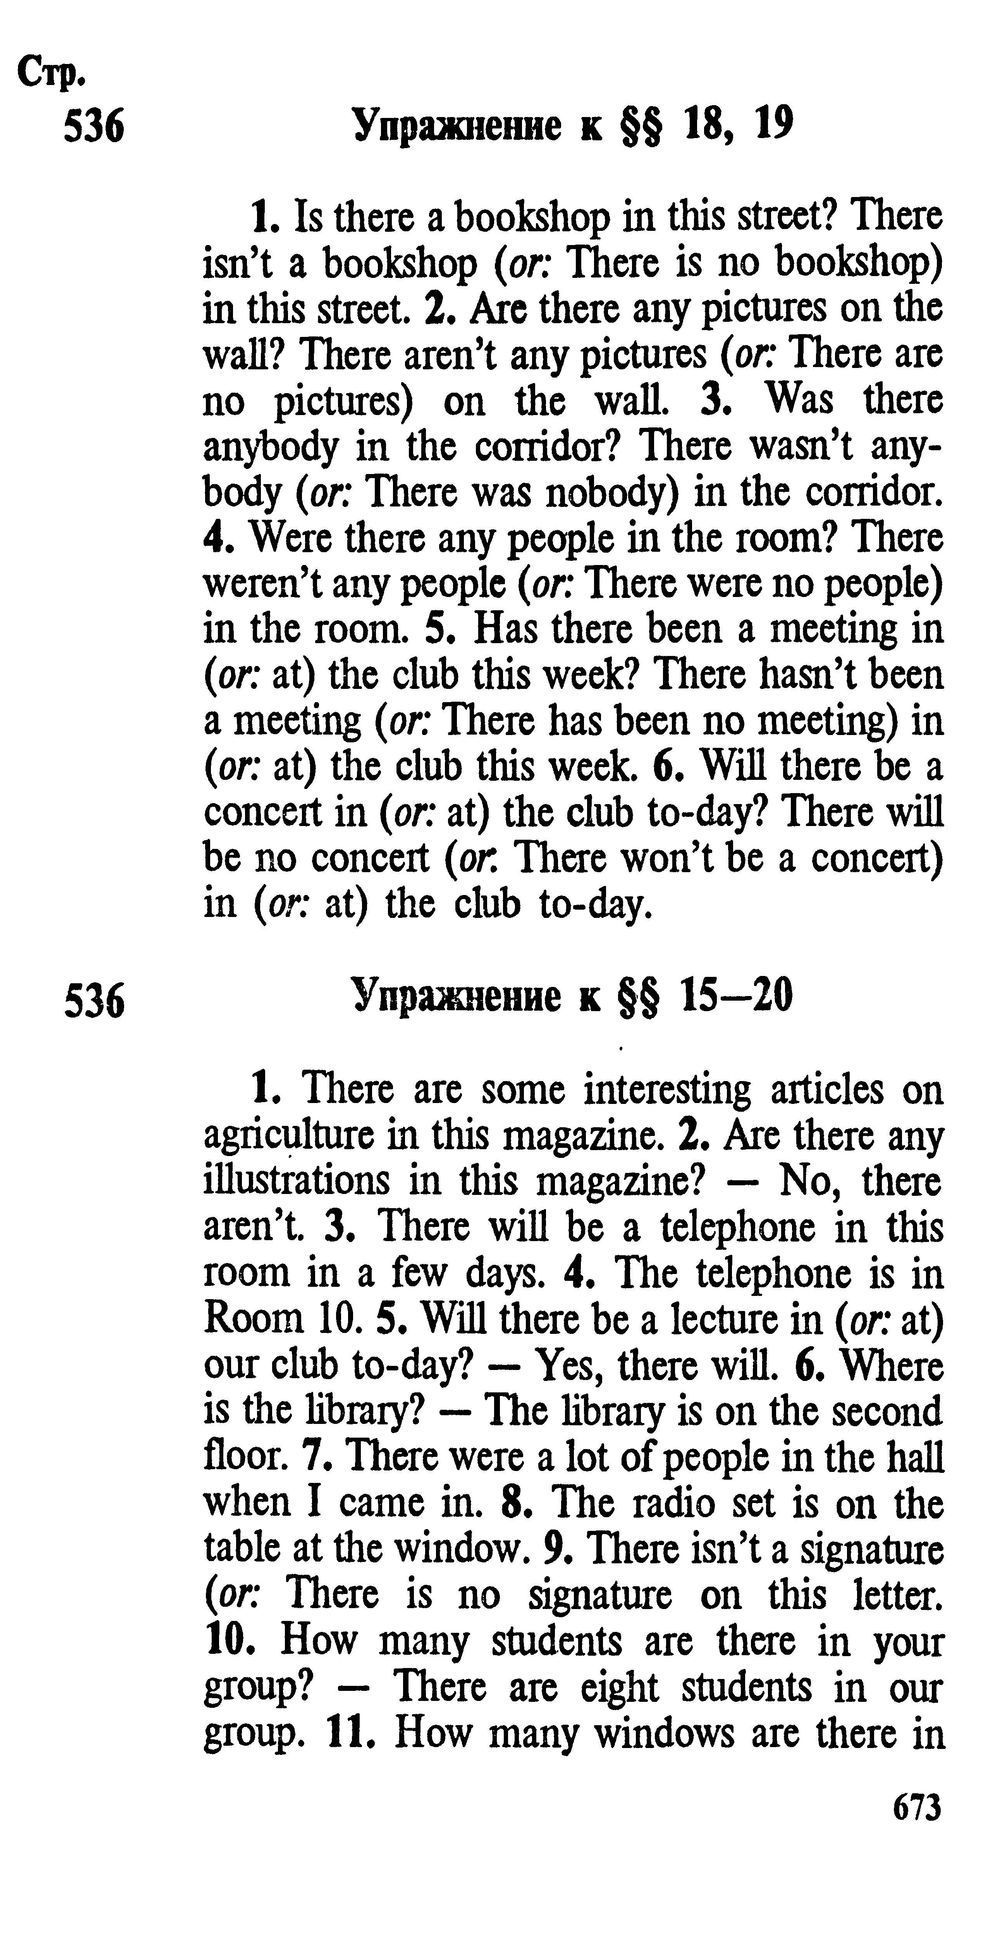 Стр.
536 Упражнение к §§ 18, 19
1. Is there a bookshop in this street? There
isn't a bookshop (or: There is no bookshop)
in this street. 2. Are there any pictures on the
wall? There aren't any pictures (or: There are
no pictures) on the wall. 3. Was there
anybody in the corridor? There wasn't any-
body (or: There was nobody) in the corridor.
4. Were there any people in the room? There
weren't any people (or: There were no people)
in the room. 5. Has there been a meeting in
(or: at) the club this week? There hasn't been
a meeting (or: There has been no meeting) in
(or: at) the club this week. 6. Will there be a
concert in (or: at) the club to-day? There will
be no concert (or. There won't be a concert)
in (or: at) the club to-day.
536 Упражнение к §§ 15—20
1. There are some interesting articles on
agriculture in this magazine. 2. Are there any
illustrations in this magazine? — No, there
aren't. 3. There will be a telephone in this
room in a few days. 4. The telephone is in
Room 10. 5. Will there be a lecture in (or: at)
our club to-day? — Yes, there will. 6. Where
is the library? — The library is on the second
floor. 7. There were a lot of people in the hall
when I came in. 8. The radio set is on the
table at the window. 9. There isn't a signature
(or: There is no signature on this letter.
10. How many students are there in your
group? — There are eight students in our
group. 11. How many windows are there in
673